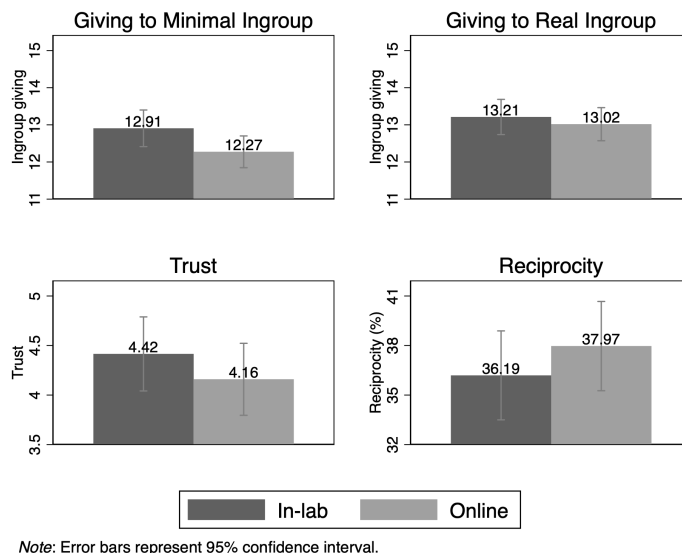 Giving to Minimal Ingroup
Ingroup giving
15
14
13
12
11
12.91
12.27
Giving to Real Ingroup
Ingroup giving
15
14
13
12
11
13.21
13.02
Trust
Trust
5
4.5
4
3.5
4.42
4.16
Reciprocity
Reciprocity (%)
41
38
35
32
36.19
37.97
In-lab
Online
Note: Error bars represent 95% confidence interval.